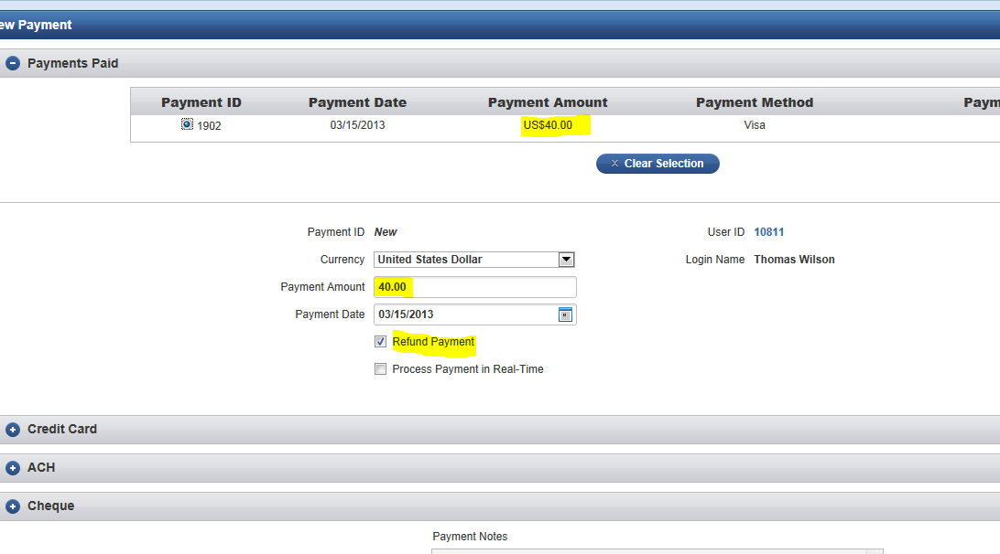 ew Payment
Payments Paid
Payment ID Payment Date Payment Amount Payment Method Paym
1902 03/15/2013 US$40.00 Visa
Clear Selection
Payment ID New User ID 10811
Currency United States Dollar Login Name Thomas Wilson
Payment Amount 40.00
Payment Date 03/15/2013
Refund Payment
Process Payment in Real-Time
Credit Card
ACH
Cheque
Payment Notes